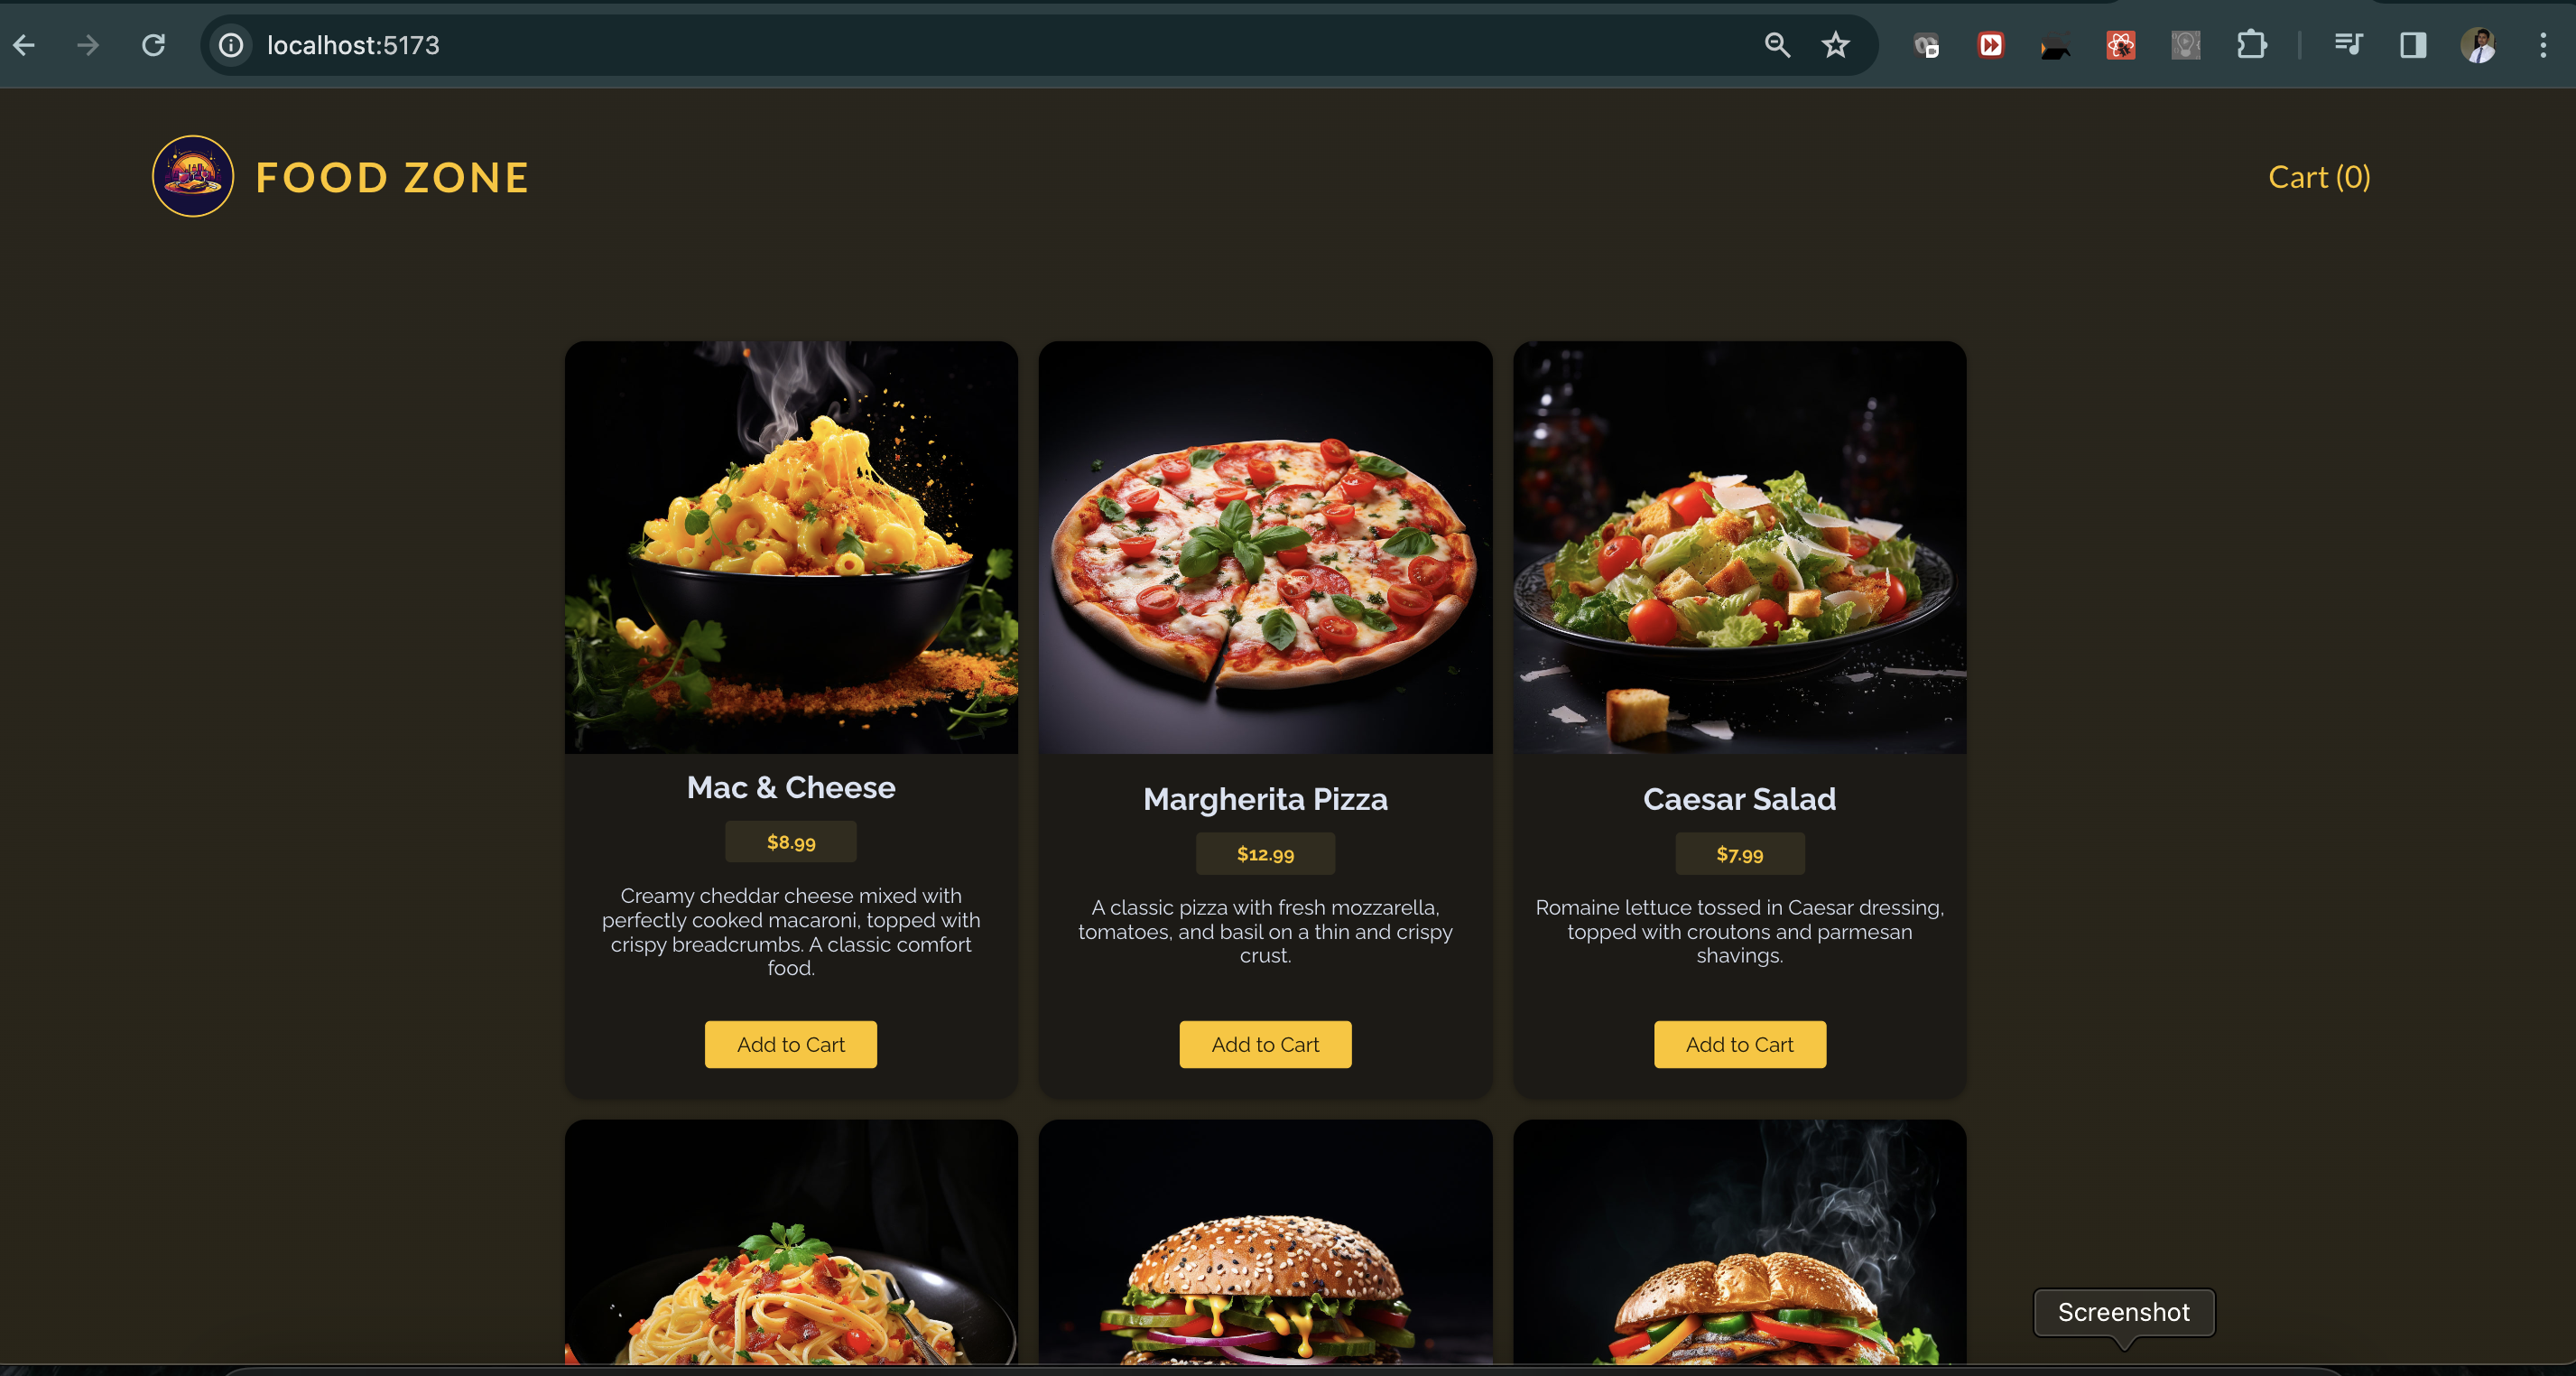 localhost:5173
FOOD ZONE
Cart (0)
Mac & Cheese
$8.99
Creamy cheddar cheese mixed with
perfectly cooked macaroni, topped with
crispy breadcrumbs. A classic comfort
food.
Add to Cart
Margherita Pizza
$12.99
A classic pizza with fresh mozzarella,
tomatoes, and basil on a thin and crispy
crust.
Add to Cart
Caesar Salad
$7.99
Romaine lettuce tossed in Caesar dressing,
topped with croutons and parmesan
shavings.
Add to Cart
Screenshot